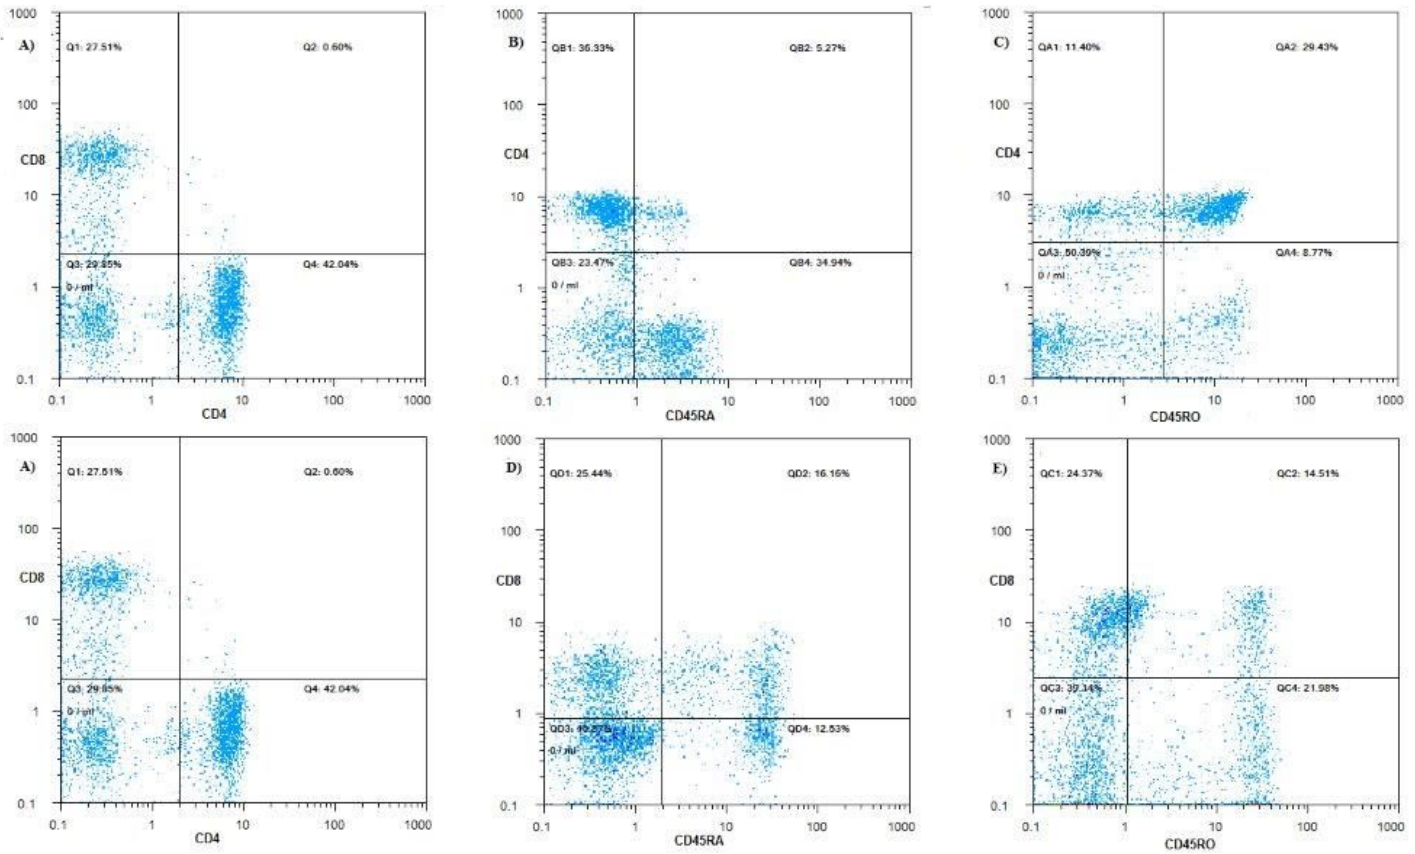 1000
A)
Q1: 27.51%
Q2: 0.60%
100
CD8
10
Q3: 29.85%
Q4: 42.04%
1
0 / ml
0.1
0.1
1
10
100
1000
CD4
1000
B)
QB1: 36.33%
QB2: 5.27%
100
CD4
10
QB3: 23.47%
QB4: 34.94%
1
0 / ml
0.1
0.1
1
10
100
1000
CD45RA
1000
C)
QA1: 11.40%
QA2: 29.43%
100
CD4
10
QA3: 50.39%
QA4: 8.77%
1
0 / ml
0.1
0.1
1
10
100
1000
CD45RO
1000
A)
Q1: 27.51%
Q2: 0.60%
100
CD8
10
Q3: 29.85%
Q4: 42.04%
1
0 / ml
0.1
0.1
1
10
100
1000
CD4
1000
D)
QD1: 25.44%
QD2: 16.16%
100
CD8
10
QD3:
QD4: 12.53%
1
0 / ml
0.1
0.1
1
10
100
1000
CD45RA
1000
E)
QC1: 24.37%
QC2: 14.51%
100
CD8
10
QC3: 39.14%
QC4: 21.98%
1
0 / ml
0.1
0.1
1
10
100
1000
CD45RO